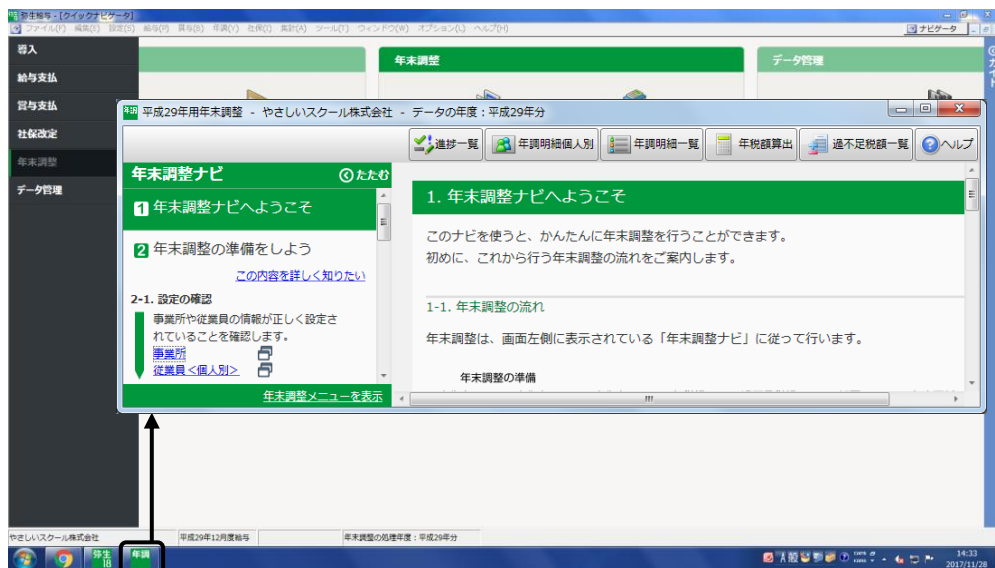 弥生給与 - [クイックナビゲータ]
ファイル(F) 編集(E) 設定(S) 給与(P) 賞与(B) 年調(Y) 社保(I) 集計(A) ツール(T) ウィンドウ(W) オプション(L) ヘルプ(H)
ナビゲータ
導入
給与支払
賞与支払
社保改定
年末調整
データ管理
年末調整
データ管理
ガイド
年調 平成29年用年末調整 - やさしいスクール株式会社 - データの年度:平成29年分
進捗一覧 年調明細個人別 年調明細一覧 年税額算出 過不足税額一覧 ヘルプ
年末調整ナビ たたむ
1 年末調整ナビへようこそ
2 年末調整の準備をしよう
この内容を詳しく知りたい
2-1. 設定の確認
事業所や従業員の情報が正しく設定さ
れていることを確認します。
事業所
従業員<個人別>
年末調整メニューを表示
1. 年末調整ナビへようこそ
このナビを使うと、かんたんに年末調整を行うことができます。
初めに、これから行う年末調整の流れをご案内します。
1-1. 年末調整の流れ
年末調整は、画面左側に表示されている「年末調整ナビ」に従って行います。
年末調整の準備
やさしいスクール株式会社 平成29年12月度給与 年末調整の処理年度:平成29年分
弥生
18
年調
A 般
CAPS
KANA
14:33
2017/11/28